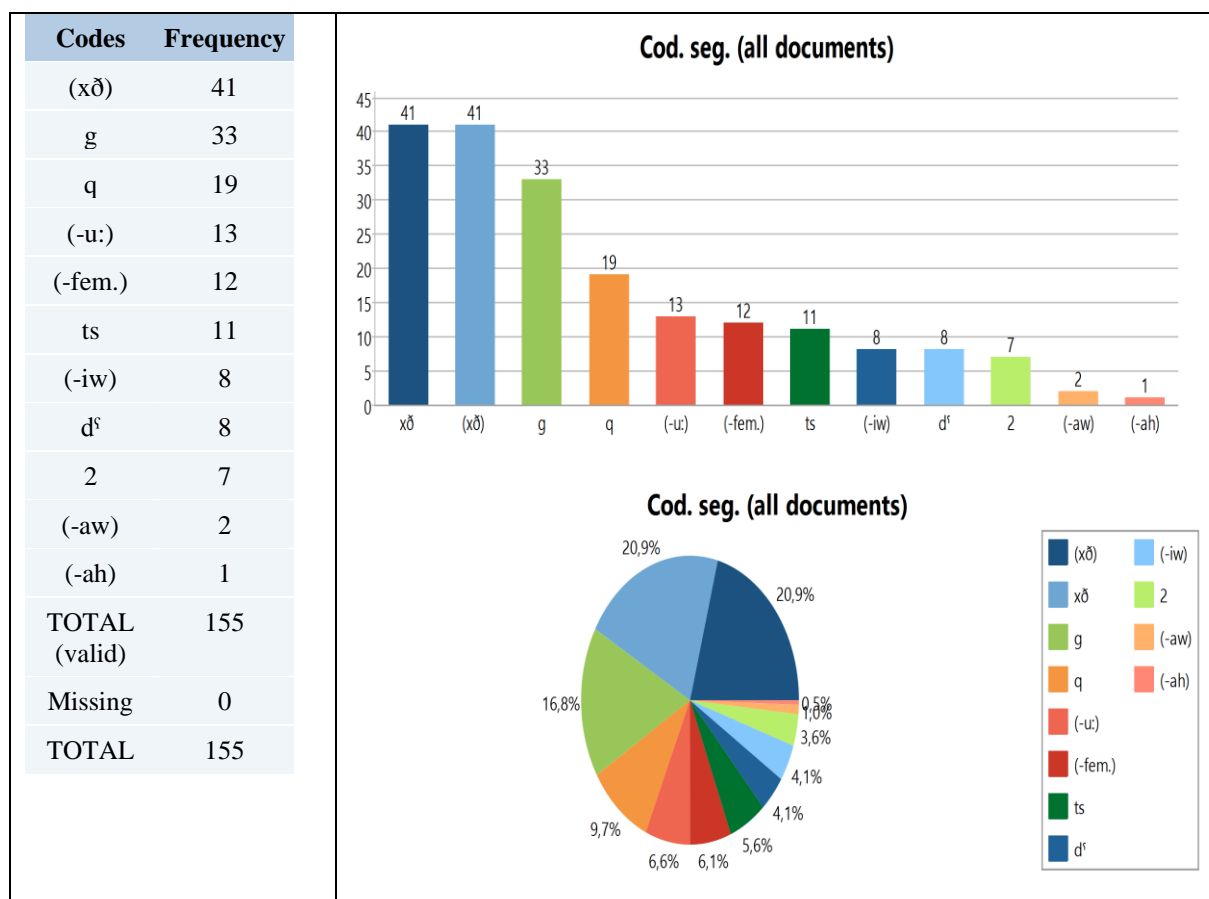 Codes Frequency
(xð) 41
g 33
q 19
(-u:) 13
(-fem.) 12
ts 11
(-iw) 8
dˤ 8
2 7
(-aw) 2
(-ah) 1
TOTAL 155
(valid)
Missing 0
TOTAL 155
Cod. seg. (all documents)
45
40
35
30
25
20
15
10
5
0
41 41 33 19 13 12 11 8 8 7 2 1
xð (xð) g q (-u:) (-fem.) ts (-iw) dˤ 2 (-aw) (-ah)
Cod. seg. (all documents)
20,9%
20,9%
16,8%
9,7%
6,6%
6,1%
5,6%
4,1%
4,1%
3,6%
1,0%
0,5%
(xð) (-iw)
xð 2
g (-aw)
q (-ah)
(-u:)
(-fem.)
ts
dˤ